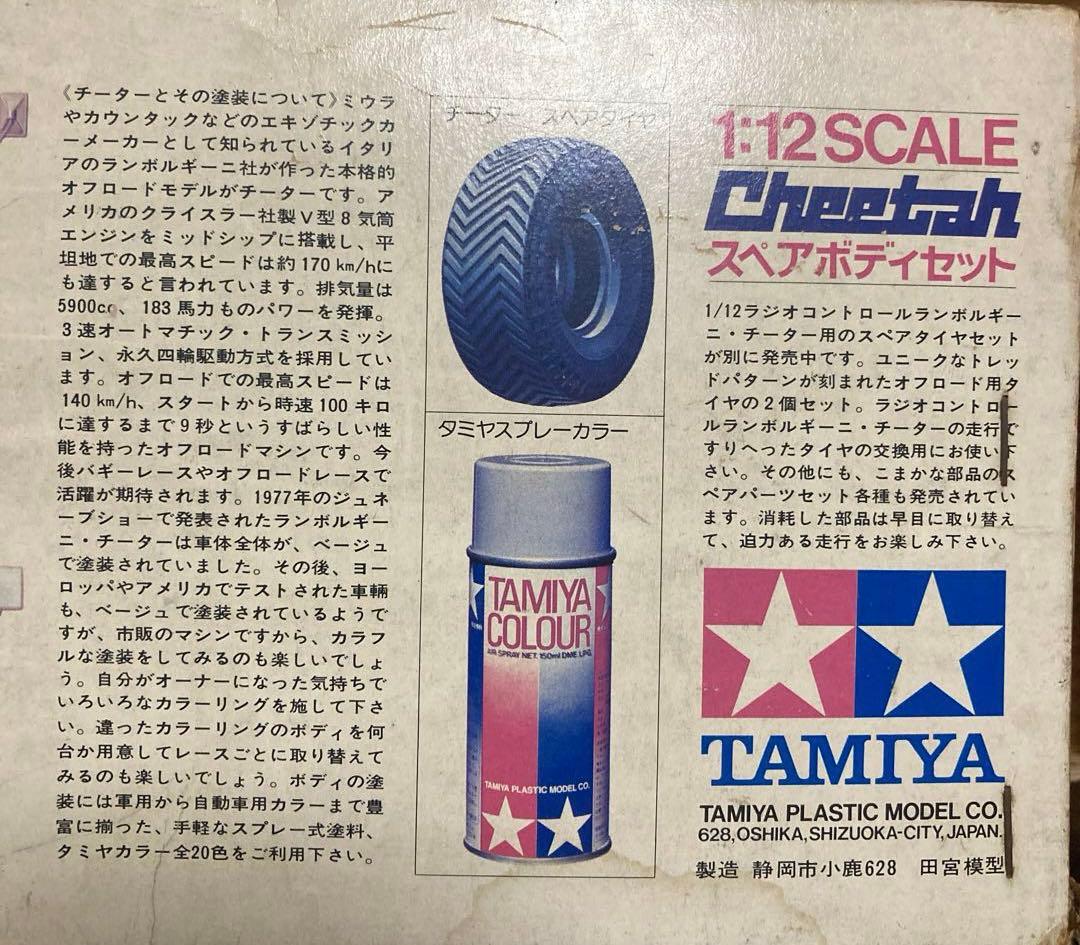 《チーターとその塗装について》ミウラ
やカウンタックなどのエキゾチックカ
ーメーカーとして知られているイタリ
アのランボルギーニ社が作った本格的
オフロードモデルがチーターです。ア
メリカのクライスラー社製V型8気筒
エンジンをミッドシップに搭載し、平
坦地での最高スピードは約170km/hに
も達すると言われています。排気量は
5900cc、183馬力ものパワーを発揮。
3速オートマチック・トランスミッシ
ョン、永久四輪駆動方式を採用してい
ます。オフロードでの最高スピードは
140km/h、スタートから時速100キロ
に達するまで9秒というすばらしい性
能を持ったオフロードマシンです。今
後バギーレースやオフロードレースで
活躍が期待されます。1977年のジュネ
ーブショーで発表されたランボルギー
ニ・チーターは車体全体が、ベージュ
で塗装されていました。その後、ヨー
ロッパやアメリカでテストされた車輌
も、ベージュで塗装されているようで
すが、市販のマシンですから、カラフ
ルな塗装をしてみるのも楽しいでしょ
う。自分がオーナーになった気持ちで
いろいろなカラーリングを施して下さ
い。違ったカラーリングのボディを何
台か用意してレースごとに取り替えて
みるのも楽しいでしょう。ボディの塗
装には軍用から自動車用カラーまで豊
富に揃った、手軽なスプレー式塗料、
タミヤカラー全20色をご利用下さい。
チーター スペアタイヤ
タミヤスプレーカラー
TAMIYA
COLOUR
AIR SPRAY NET. 150ml DME. LPG.
TAMIYA PLASTIC MODEL CO.
1:12 SCALE
Cheetah
スペアボディセット
1/12ラジオコントロールランボルギー
ニ・チーター用のスペアタイヤセット
が別に発売中です。ユニークなトレッ
ドパターンが刻まれたオフロード用タ
イヤの2個セット。ラジオコントロー
ルランボルギーニ・チーターの走行で
すりへったタイヤの交換用にお使い下
さい。その他にも、こまかな部品のス
ペアパーツセット各種も発売されてい
ます。消耗した部品は早目に取り替え
て、迫力ある走行をお楽しみ下さい。
TAMIYA
TAMIYA PLASTIC MODEL CO.
628, OSHIKA, SHIZUOKA-CITY, JAPAN.
製造 静岡市小鹿628 田宮模型